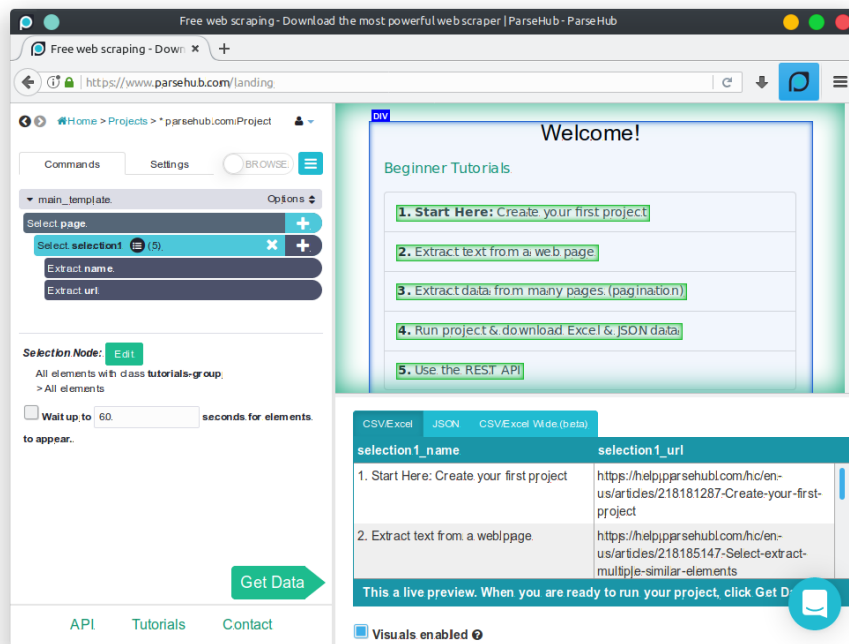 Free web scraping - Download the most powerful web scraper | ParseHub - ParseHub
Free web scraping - Down × +
https://www.parsehub.com/landing
Home > Projects > * parsehub.com Project
Commands Settings BROWSE
main_template Options
Select page
Select selection1 (5)
Extract name
Extract url
Selection Node: Edit
All elements with class tutorials-group
> All elements
Wait up to 60 seconds for elements
to appear.
Get Data
API Tutorials Contact
DIV
Welcome!
Beginner Tutorials
1. Start Here: Create your first project
2. Extract text from a web page
3. Extract data from many pages (pagination)
4. Run project & download Excel & JSON data
5. Use the REST API
CSV/Excel JSON CSV/Excel Wide (beta)
selection1_name selection1_url
1. Start Here: Create your first project https://help.parsehub.com/hc/en-
us/articles/218181287-Create-your-first-
project
2. Extract text from a web page https://help.parsehub.com/hc/en-
us/articles/218185147-Select-extract-
multiple-similar-elements
This a live preview. When you are ready to run your project, click Get D
Visuals enabled